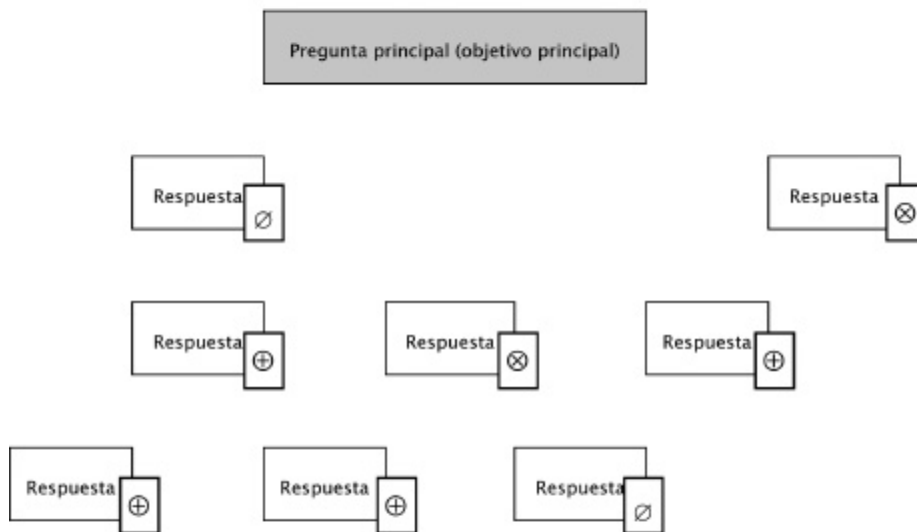 Pregunta principal (objetivo principal)
Respuesta ∅ Respuesta ⊗
Respuesta ⊕ Respuesta ⊗ Respuesta ⊕
Respuesta ⊕ Respuesta ⊕ Respuesta ∅